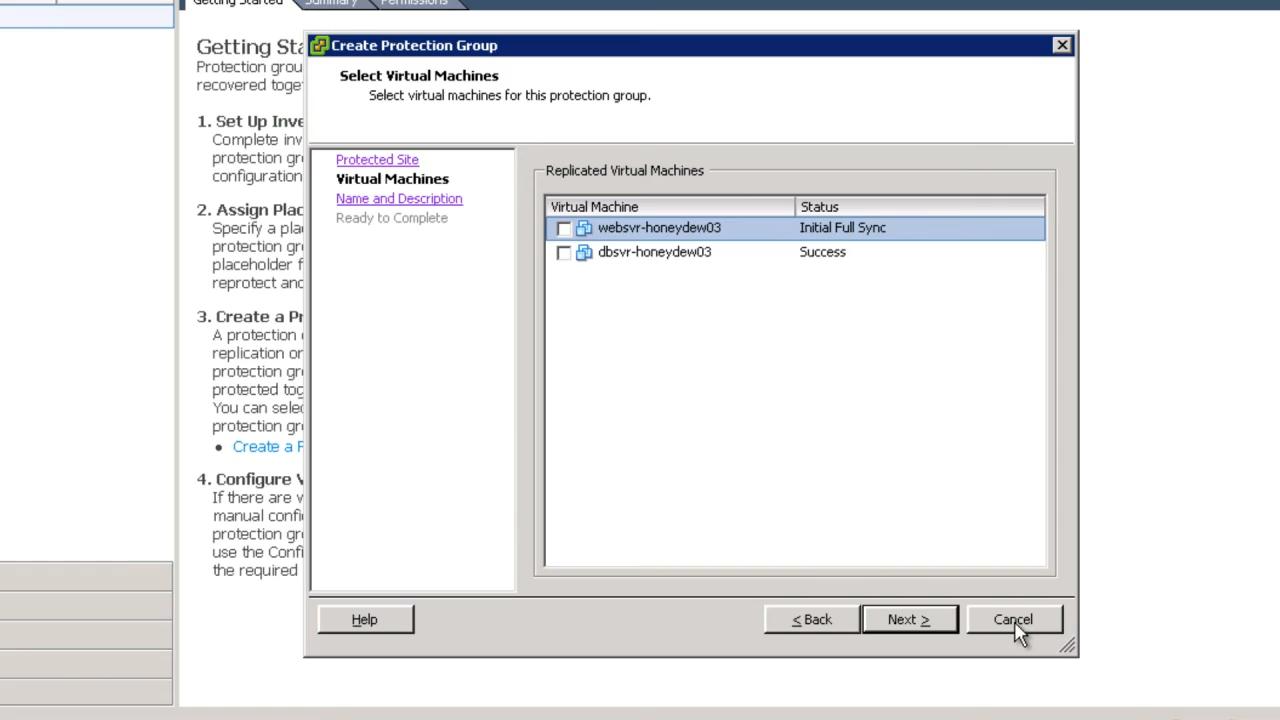 Getting Started Summary Permissions
Getting Sta
Protection grou
recovered toge
1. Set Up Inve
Complete inv
protection gr
configuration
2. Assign Plac
Specify a pla
protection gr
placeholder f
reprotect and
3. Create a Pr
A protection
replication or
protection gr
protected tog
You can selec
protection gr
• Create a P
4. Configure V
If there are v
manual confi
protection gr
use the Confi
the required
Create Protection Group
Select Virtual Machines
Select virtual machines for this protection group.
Protected Site
Virtual Machines
Name and Description
Ready to Complete
Replicated Virtual Machines
Virtual Machine Status
websvr-honeydew03 Initial Full Sync
dbsvr-honeydew03 Success
Help < Back Next > Cancel